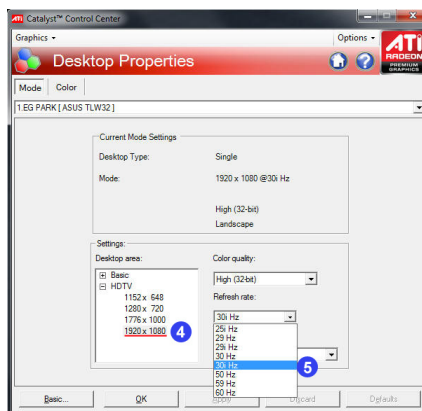 Catalyst™ Control Center
Graphics
Options
ATI
RADEON
PREMIUM
GRAPHICS
Desktop Properties
Mode
Color
1.EG PARK [ ASUS TLW32 ]
Current Mode Settings
Desktop Type: Single
Mode: 1920 x 1080 @30i Hz
High (32-bit)
Landscape
Settings:
Desktop area:
Basic
HDTV
1152x 648
1280x 720
1776 x 1000
1920 x 1080
4
Color quality:
High (32-bit)
Refresh rate:
30i Hz
25i Hz
29 Hz
29i Hz
30 Hz
30i Hz
50 Hz
59 Hz
60 Hz
5
Basic...
OK
Apply
Discard
Defaults